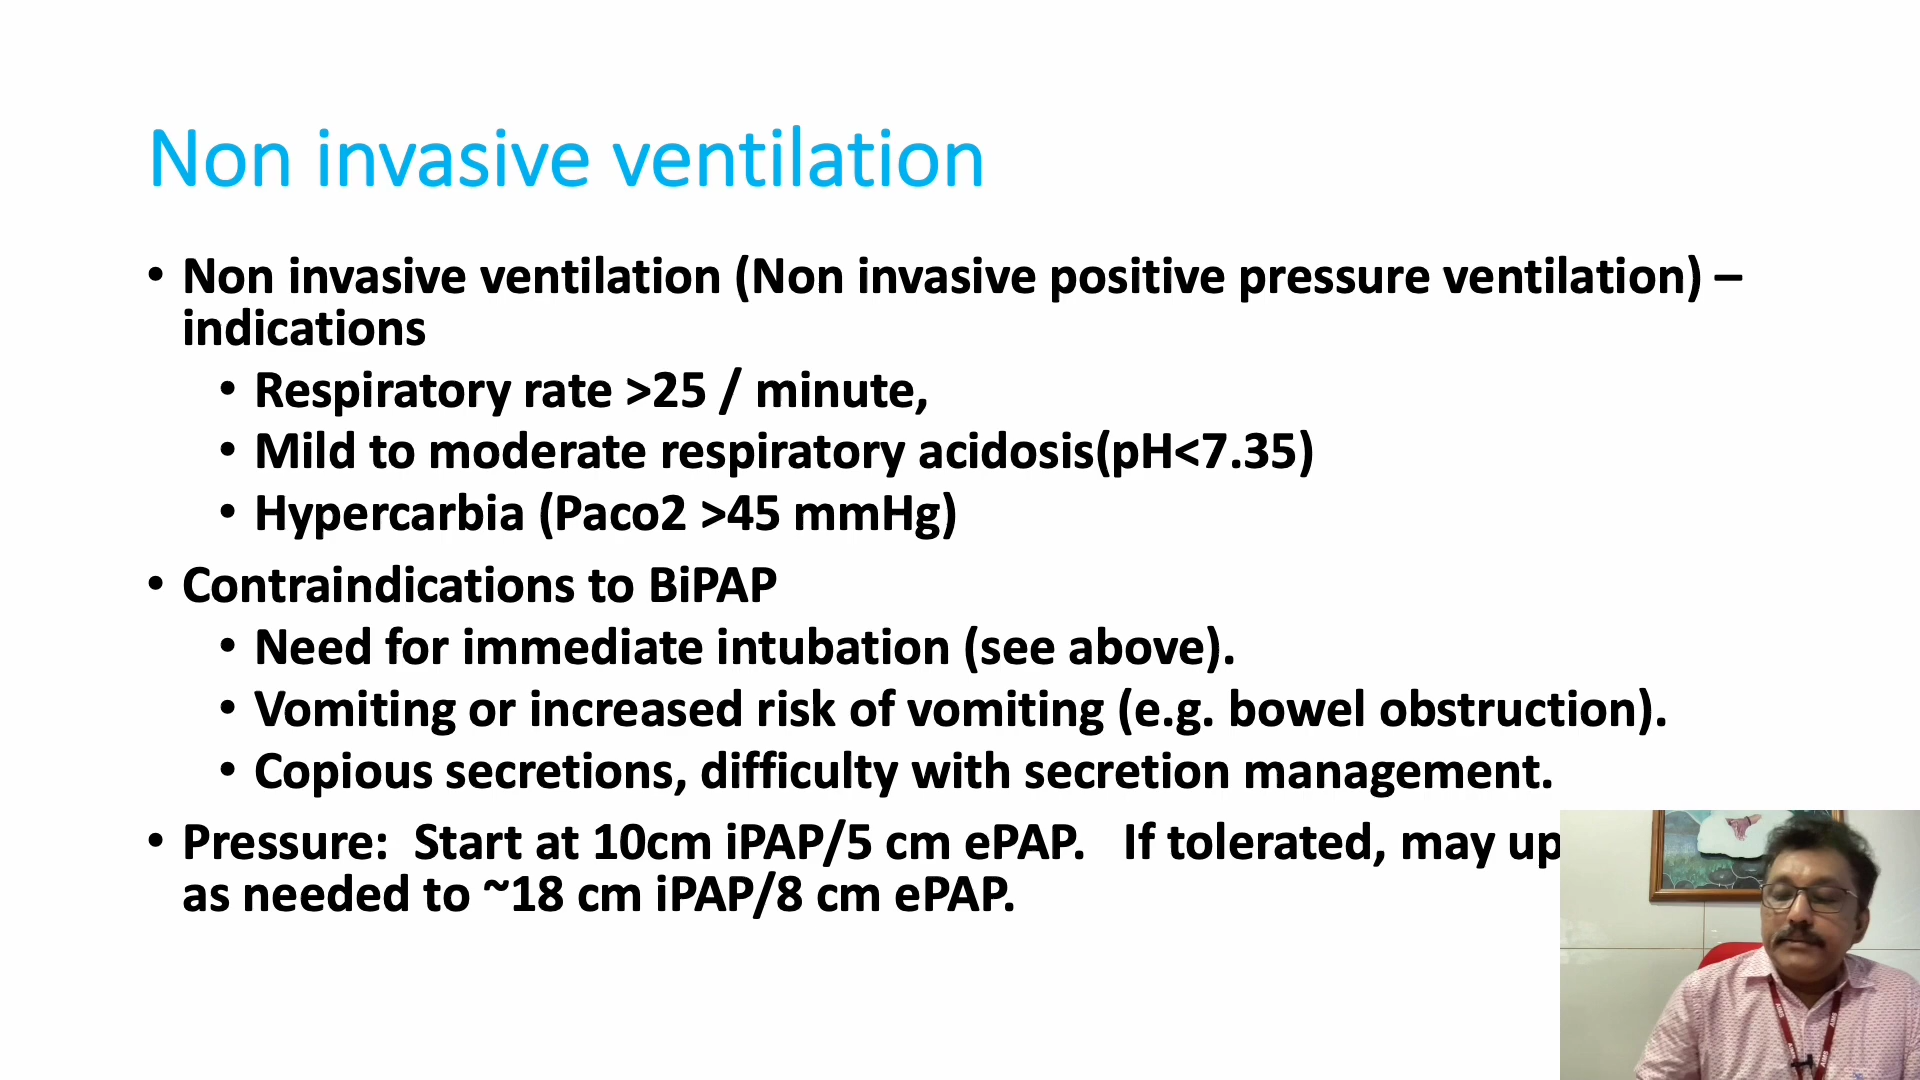 Non invasive ventilation
• Non invasive ventilation (Non invasive positive pressure ventilation) –
indications
• Respiratory rate >25 / minute,
• Mild to moderate respiratory acidosis(pH<7.35)
• Hypercarbia (Paco2 >45 mmHg)
• Contraindications to BiPAP
• Need for immediate intubation (see above).
• Vomiting or increased risk of vomiting (e.g. bowel obstruction).
• Copious secretions, difficulty with secretion management.
• Pressure: Start at 10cm iPAP/5 cm ePAP. If tolerated, may up
as needed to ~18 cm iPAP/8 cm ePAP.